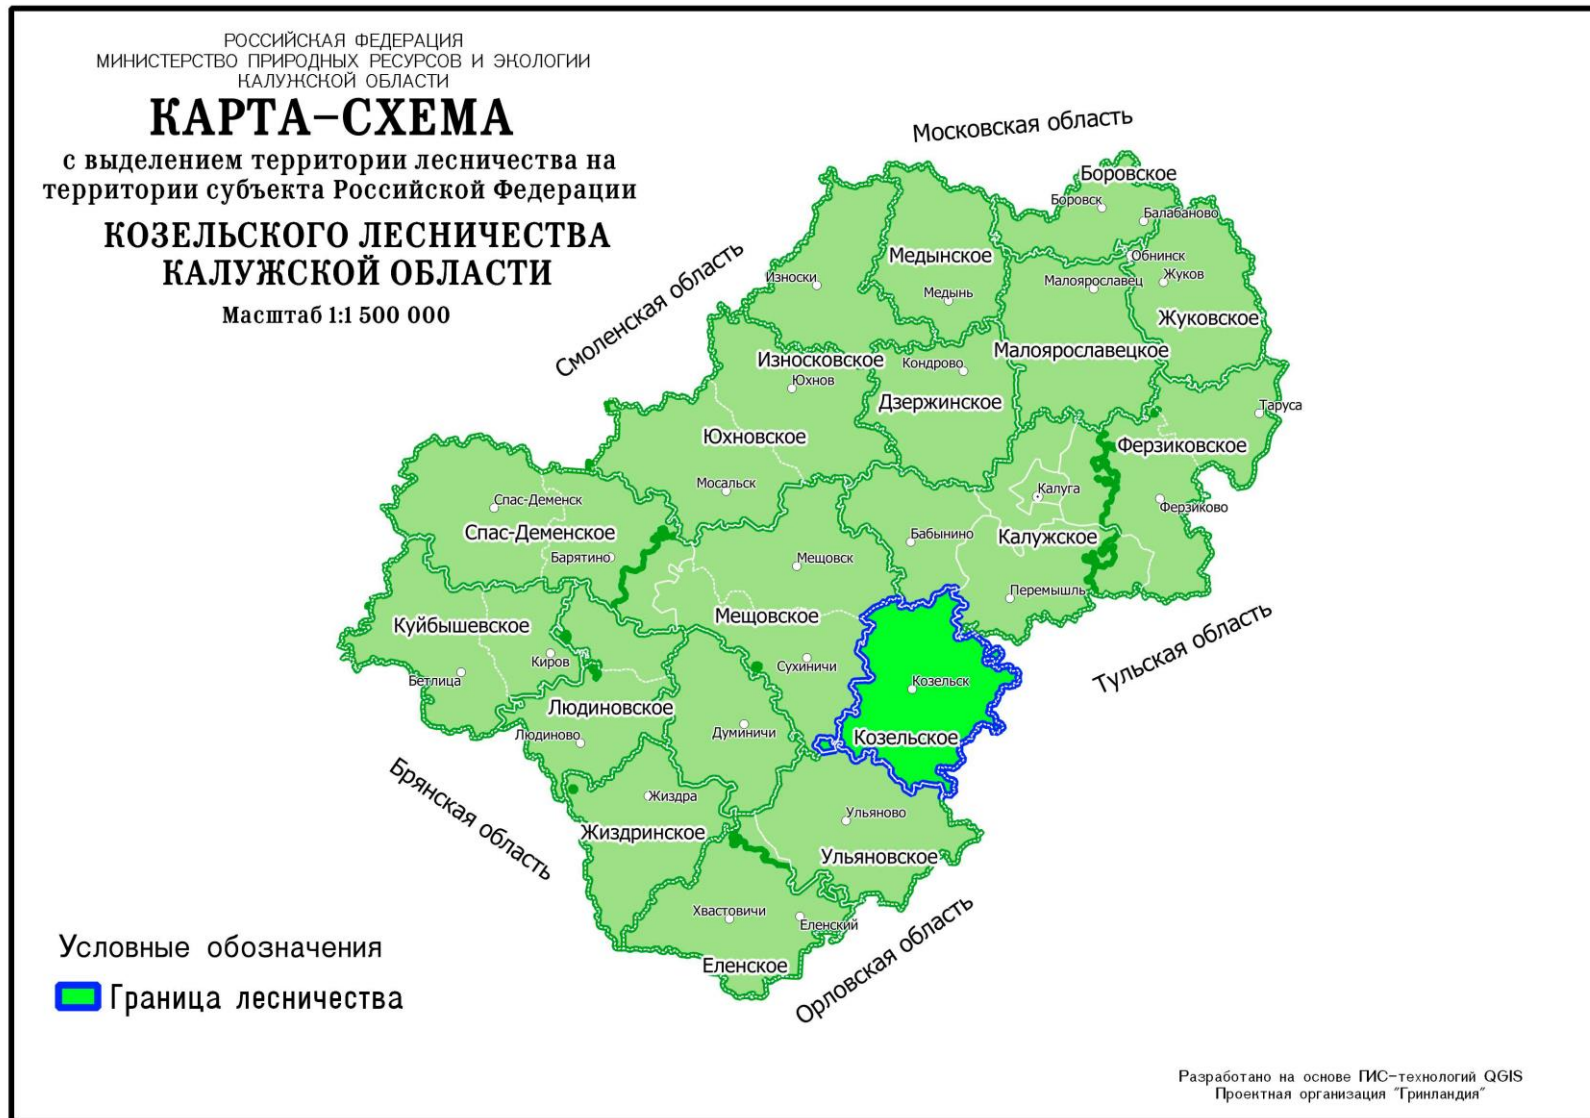 РОССИЙСКАЯ ФЕДЕРАЦИЯ
МИНИСТЕРСТВО ПРИРОДНЫХ РЕСУРСОВ И ЭКОЛОГИИ
КАЛУЖСКОЙ ОБЛАСТИ
КАРТА-СХЕМА
с выделением территории лесничества на
территории субъекта Российской Федерации
КОЗЕЛЬСКОГО ЛЕСНИЧЕСТВА
КАЛУЖСКОЙ ОБЛАСТИ
Масштаб 1:1 500 000
Московская область
Смоленская область
Боровское
Боровск
Балабаново
Медынское
Обнинск
Износки
Малоярославец
Жуков
Медынь
Жуковское
Износковское
Малоярославецкое
Кондрово
Юхнов
Дзержинское
Таруса
Юхновское
Ферзиковское
Мосальск
Калуга
Спас-Деменск
Ферзиково
Спас-Деменское
Бабынино
Калужское
Барятино
Мещовск
Перемышль
Мещовское
Куйбышевское
Тульская область
Киров
Сухиничи
Бетлица
Козельск
Людиновское
Людиново
Думиничи
Козельское
Брянская область
Жиздра
Ульяново
Жиздринское
Ульяновское
Хвастовичи
Еленский
Еленское
Орловская область
Условные обозначения
Граница лесничества
Разработано на основе ГИС-технологий QGIS
Проектная организация "Гринландия"